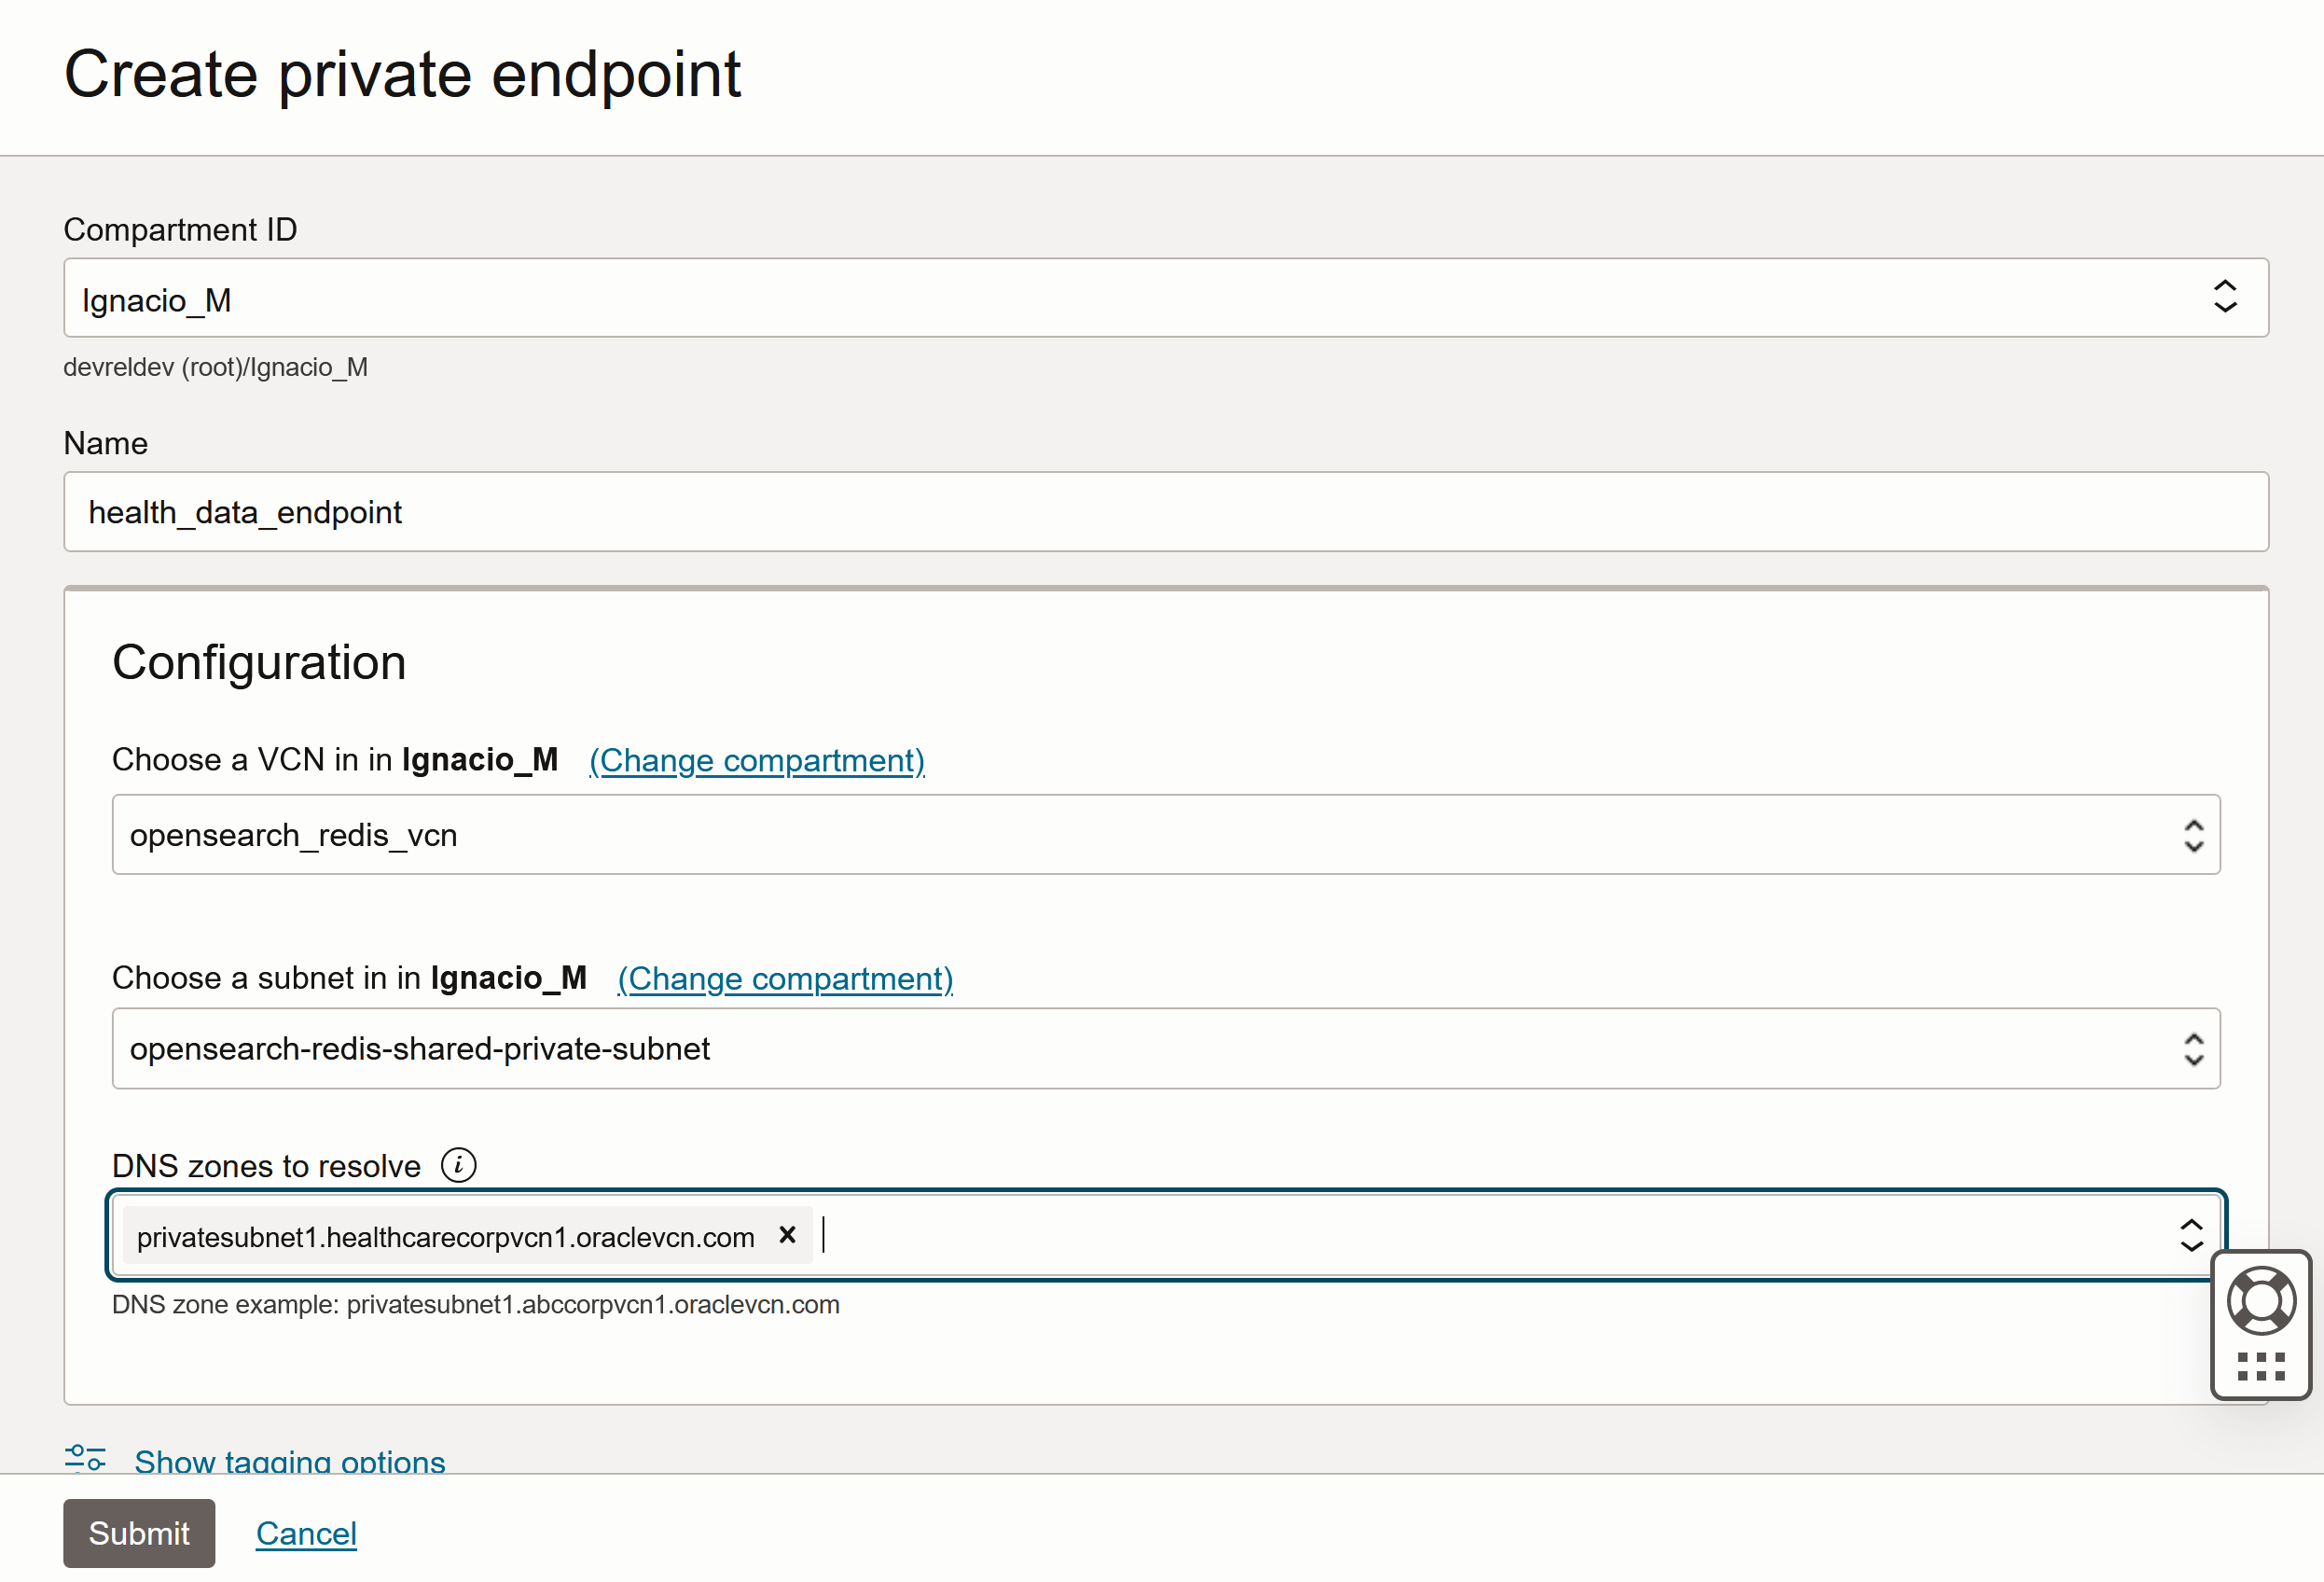 Create private endpoint
Compartment ID
Ignacio_M
devreldev (root)/Ignacio_M
Name
health_data_endpoint
Configuration
Choose a VCN in in Ignacio_M (Change compartment)
opensearch_redis_vcn
Choose a subnet in in Ignacio_M (Change compartment)
opensearch-redis-shared-private-subnet
DNS zones to resolve i
privatesubnet1.healthcarecorpvcn1.oraclevcn.com ×
DNS zone example: privatesubnet1.abccorpvcn1.oraclevcn.com
Show tagging options
Submit Cancel